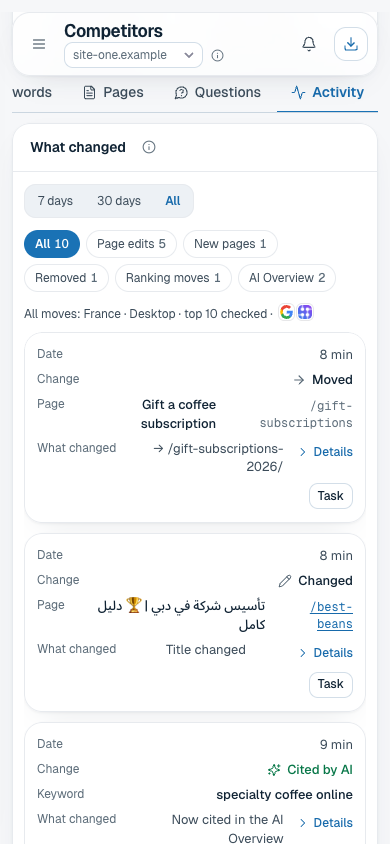 Competitors
site-one.example
words
Pages
Questions
Activity
What changed
7 days
30 days
All
All 10
Page edits 5
New pages 1
Removed 1
Ranking moves 1
AI Overview 2
All moves: France · Desktop · top 10 checked ·
Date
8 min
Change
→ Moved
Page
Gift a coffee
subscription
/gift-
subscriptions
What changed
→ /gift-subscriptions-
2026/
Details
Task
Date
8 min
Change
Changed
Page
تأسيس شركة في دبي | 🏆 دليل
كامل
/best-
beans
What changed
Title changed
Details
Task
Date
9 min
Change
Cited by AI
Keyword
specialty coffee online
What changed
Now cited in the AI
Overview
Details